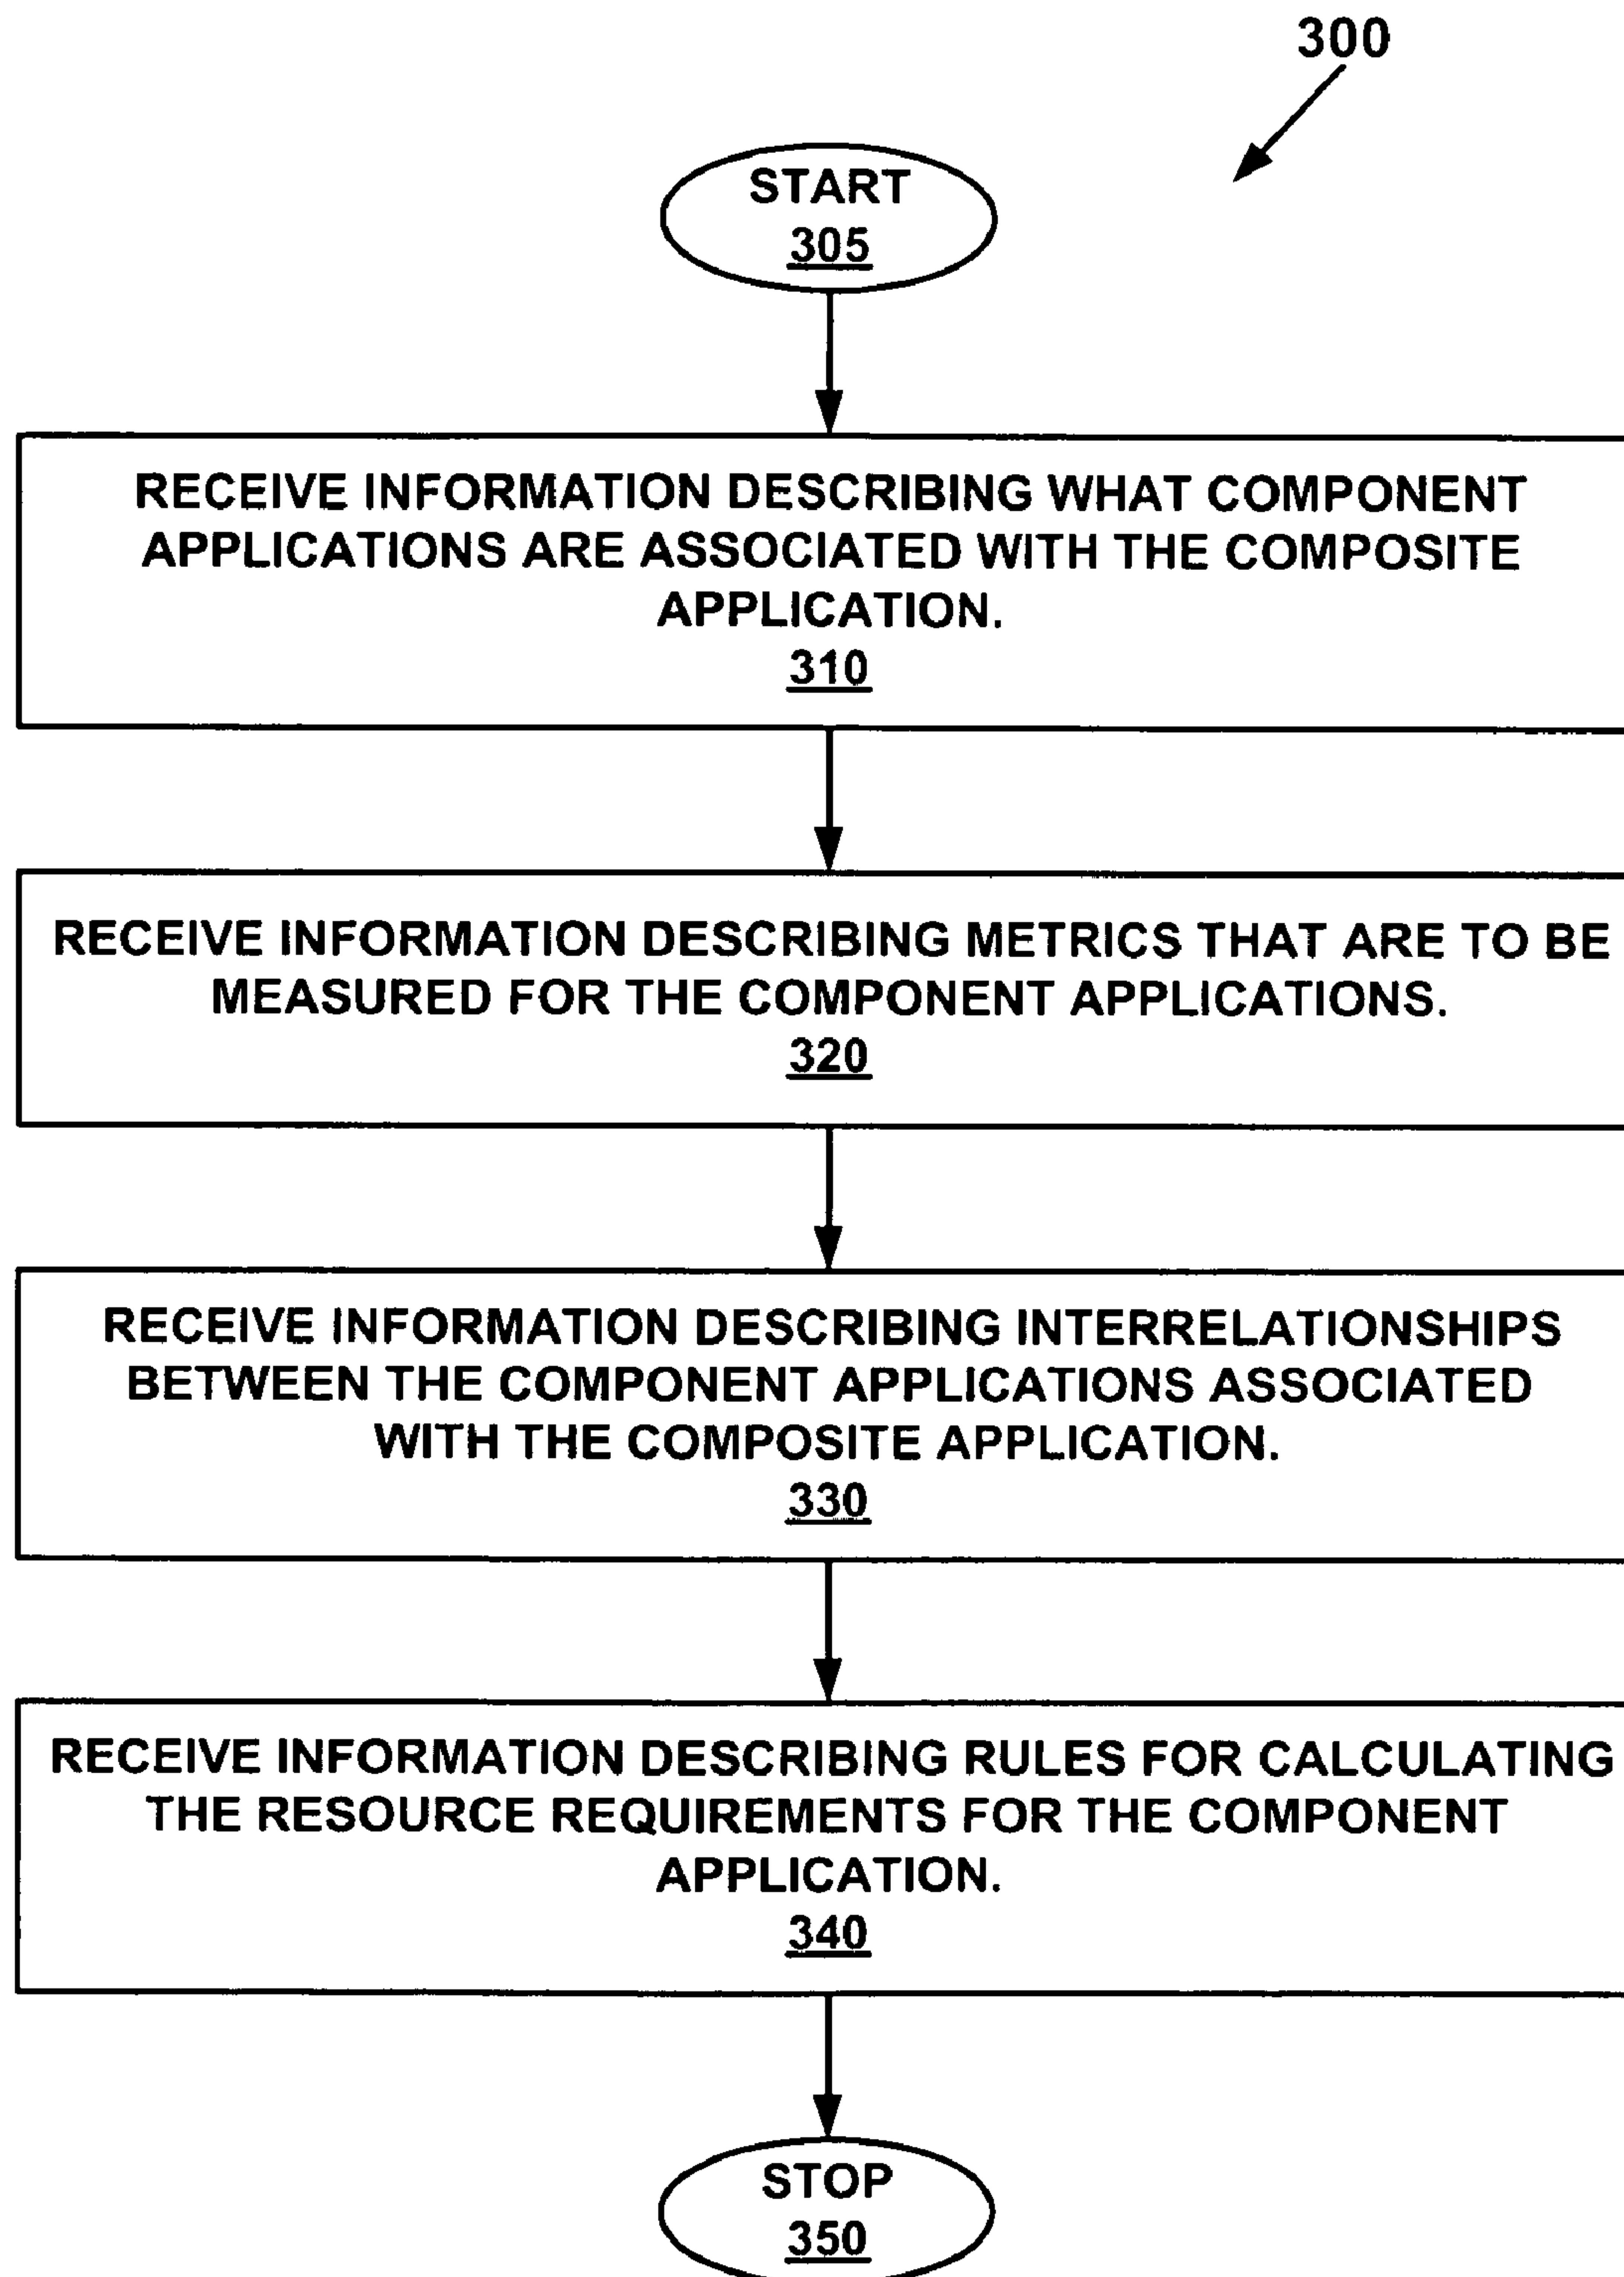 300
START
305
RECEIVE INFORMATION DESCRIBING WHAT COMPONENT
APPLICATIONS ARE ASSOCIATED WITH THE COMPOSITE
APPLICATION.
310
RECEIVE INFORMATION DESCRIBING METRICS THAT ARE TO BE
MEASURED FOR THE COMPONENT APPLICATIONS.
320
RECEIVE INFORMATION DESCRIBING INTERRELATIONSHIPS
BETWEEN THE COMPONENT APPLICATIONS ASSOCIATED
WITH THE COMPOSITE APPLICATION.
330
RECEIVE INFORMATION DESCRIBING RULES FOR CALCULATING
THE RESOURCE REQUIREMENTS FOR THE COMPONENT
APPLICATION.
340
STOP
350